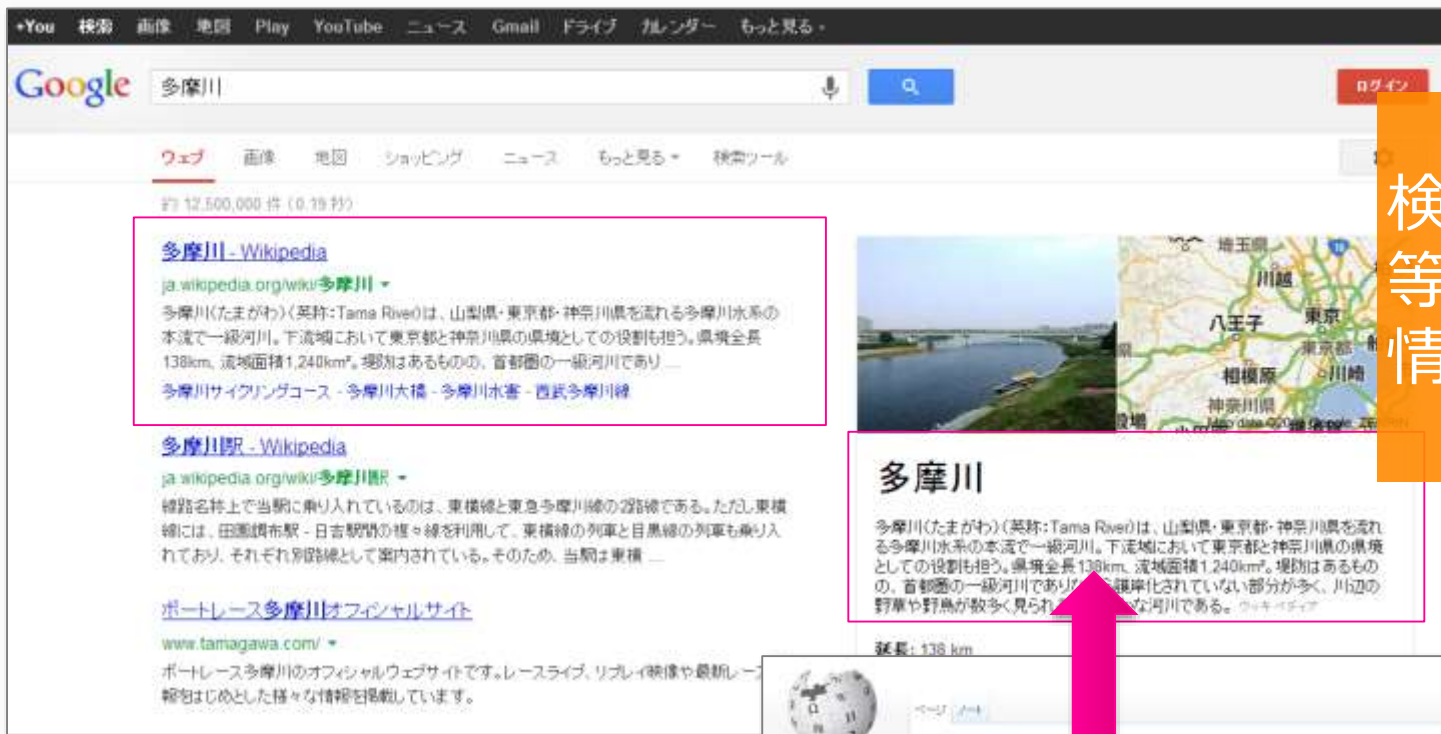 +You 検索 画像 地図 Play YouTube ニュース Gmail ドライブ カレンダー もっと見る
Google 多摩川
ログイン
ウェブ 画像 地図 ショッピング ニュース もっと見る 検索ツール
約 12,500,000 件 (0.19 秒)
多摩川 - Wikipedia
ja.wikipedia.org/wiki/多摩川
多摩川(たまがわ)(英称:Tama River)は、山梨県・東京都・神奈川県を流れる多摩川水系の
本流で一級河川。下流域において東京都と神奈川県の県境としての役割も担う。県境全長
138km、流域面積1,240km²。堤防はあるものの、首都圏の一級河川であり ...
多摩川サイクリングコース - 多摩川大橋 - 多摩川水害 - 西武多摩川線
多摩川駅 - Wikipedia
ja.wikipedia.org/wiki/多摩川駅
線路名称上で当駅に乗り入れているのは、東横線と東急多摩川線の2路線である。ただし東横
線には、田園調布駅 - 日吉駅間の複々線を利用して、東横線の列車と目黒線の列車も乗り入
れており、それぞれ別路線として案内されている。そのため、当駅は東横 ...
ボートレース多摩川オフィシャルサイト
www.tamagawa.com/
ボートレース多摩川のオフィシャルウェブサイトです。レースライブ、リプレイ映像や最新レース
報をはじめとした様々な情報を掲載しています。
埼玉県
川越
八王子
東京
東京都
相模原
川崎
神奈川県
多摩川
多摩川(たまがわ)(英称:Tama River)は、山梨県・東京都・神奈川県を流れ
る多摩川水系の本流で一級河川。下流域において東京都と神奈川県の県境
としての役割も担う。県境全長138km、流域面積1,240km²。堤防はあるもの
の、首都圏の一級河川であり 護岸化されていない部分が多く、川辺の
野草や野鳥が数多く見られ な河川である。 ウィキペディア
延長: 138 km
ページ ノート
検
等
情